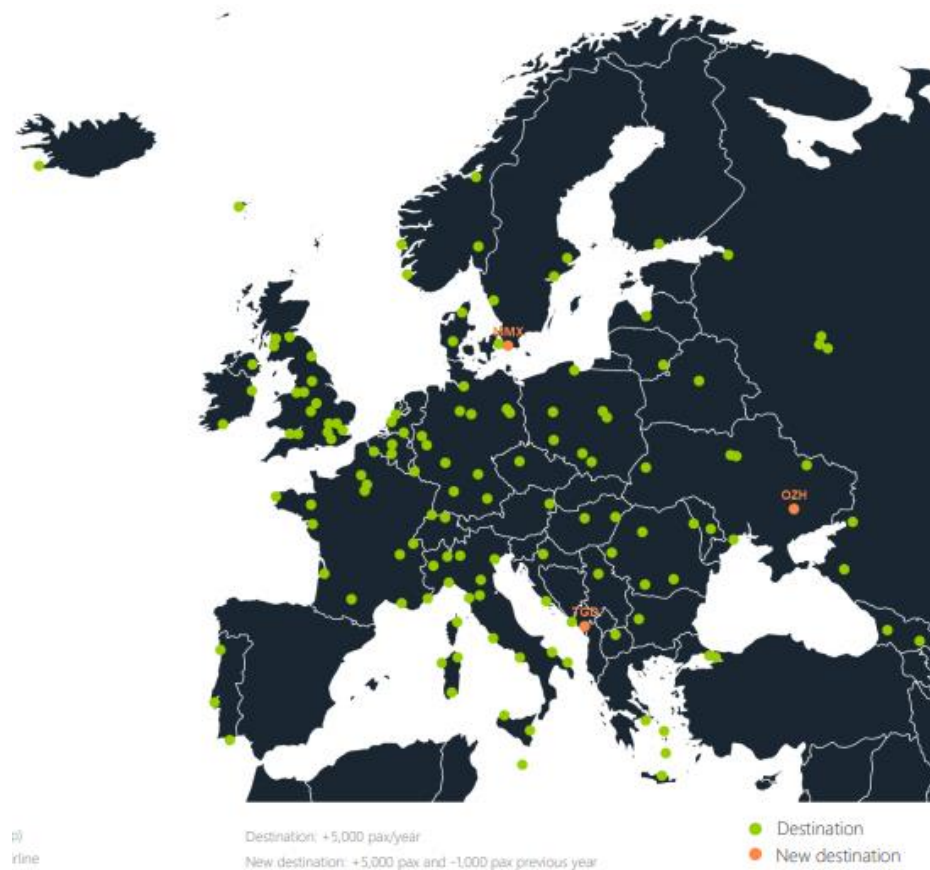 MMX
OZH
TGD
rline
Destination: +5,000 pax/year
New destination: +5,000 pax and -1,000 pax previous year
Destination
New destination